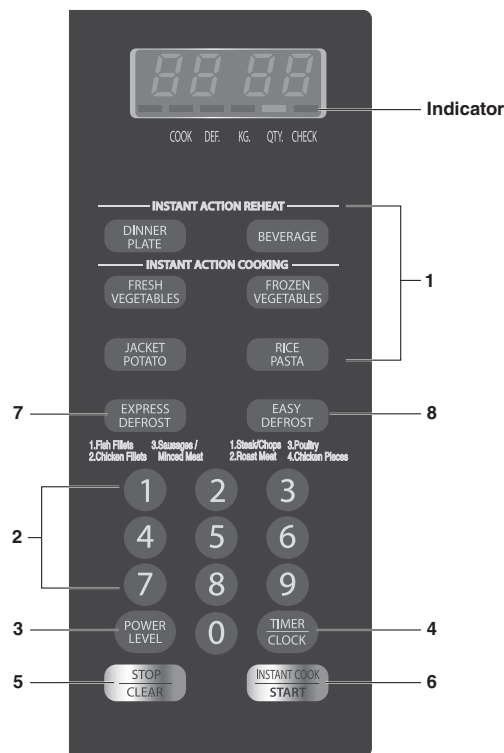 88 88
Indicator
COOK DEF. KG. QTY. CHECK
INSTANT ACTION REHEAT
DINNER
PLATE
BEVERAGE
1
INSTANT ACTION COOKING
FRESH
VEGETABLES
FROZEN
VEGETABLES
JACKET
POTATO
RICE
PASTA
7
EXPRESS
DEFROST
EASY
DEFROST
8
1.Fish Fillets 3.Sausages /
2.Chicken Fillets Minced Meat
1.Steak/Chops 3.Poultry
2.Roast Meat 4.Chicken Pieces
2
1 2 3
4 5 6
7 8 9
3
POWER
LEVEL
0
TIMER
CLOCK
4
5
STOP
CLEAR
INSTANT COOK
START
6